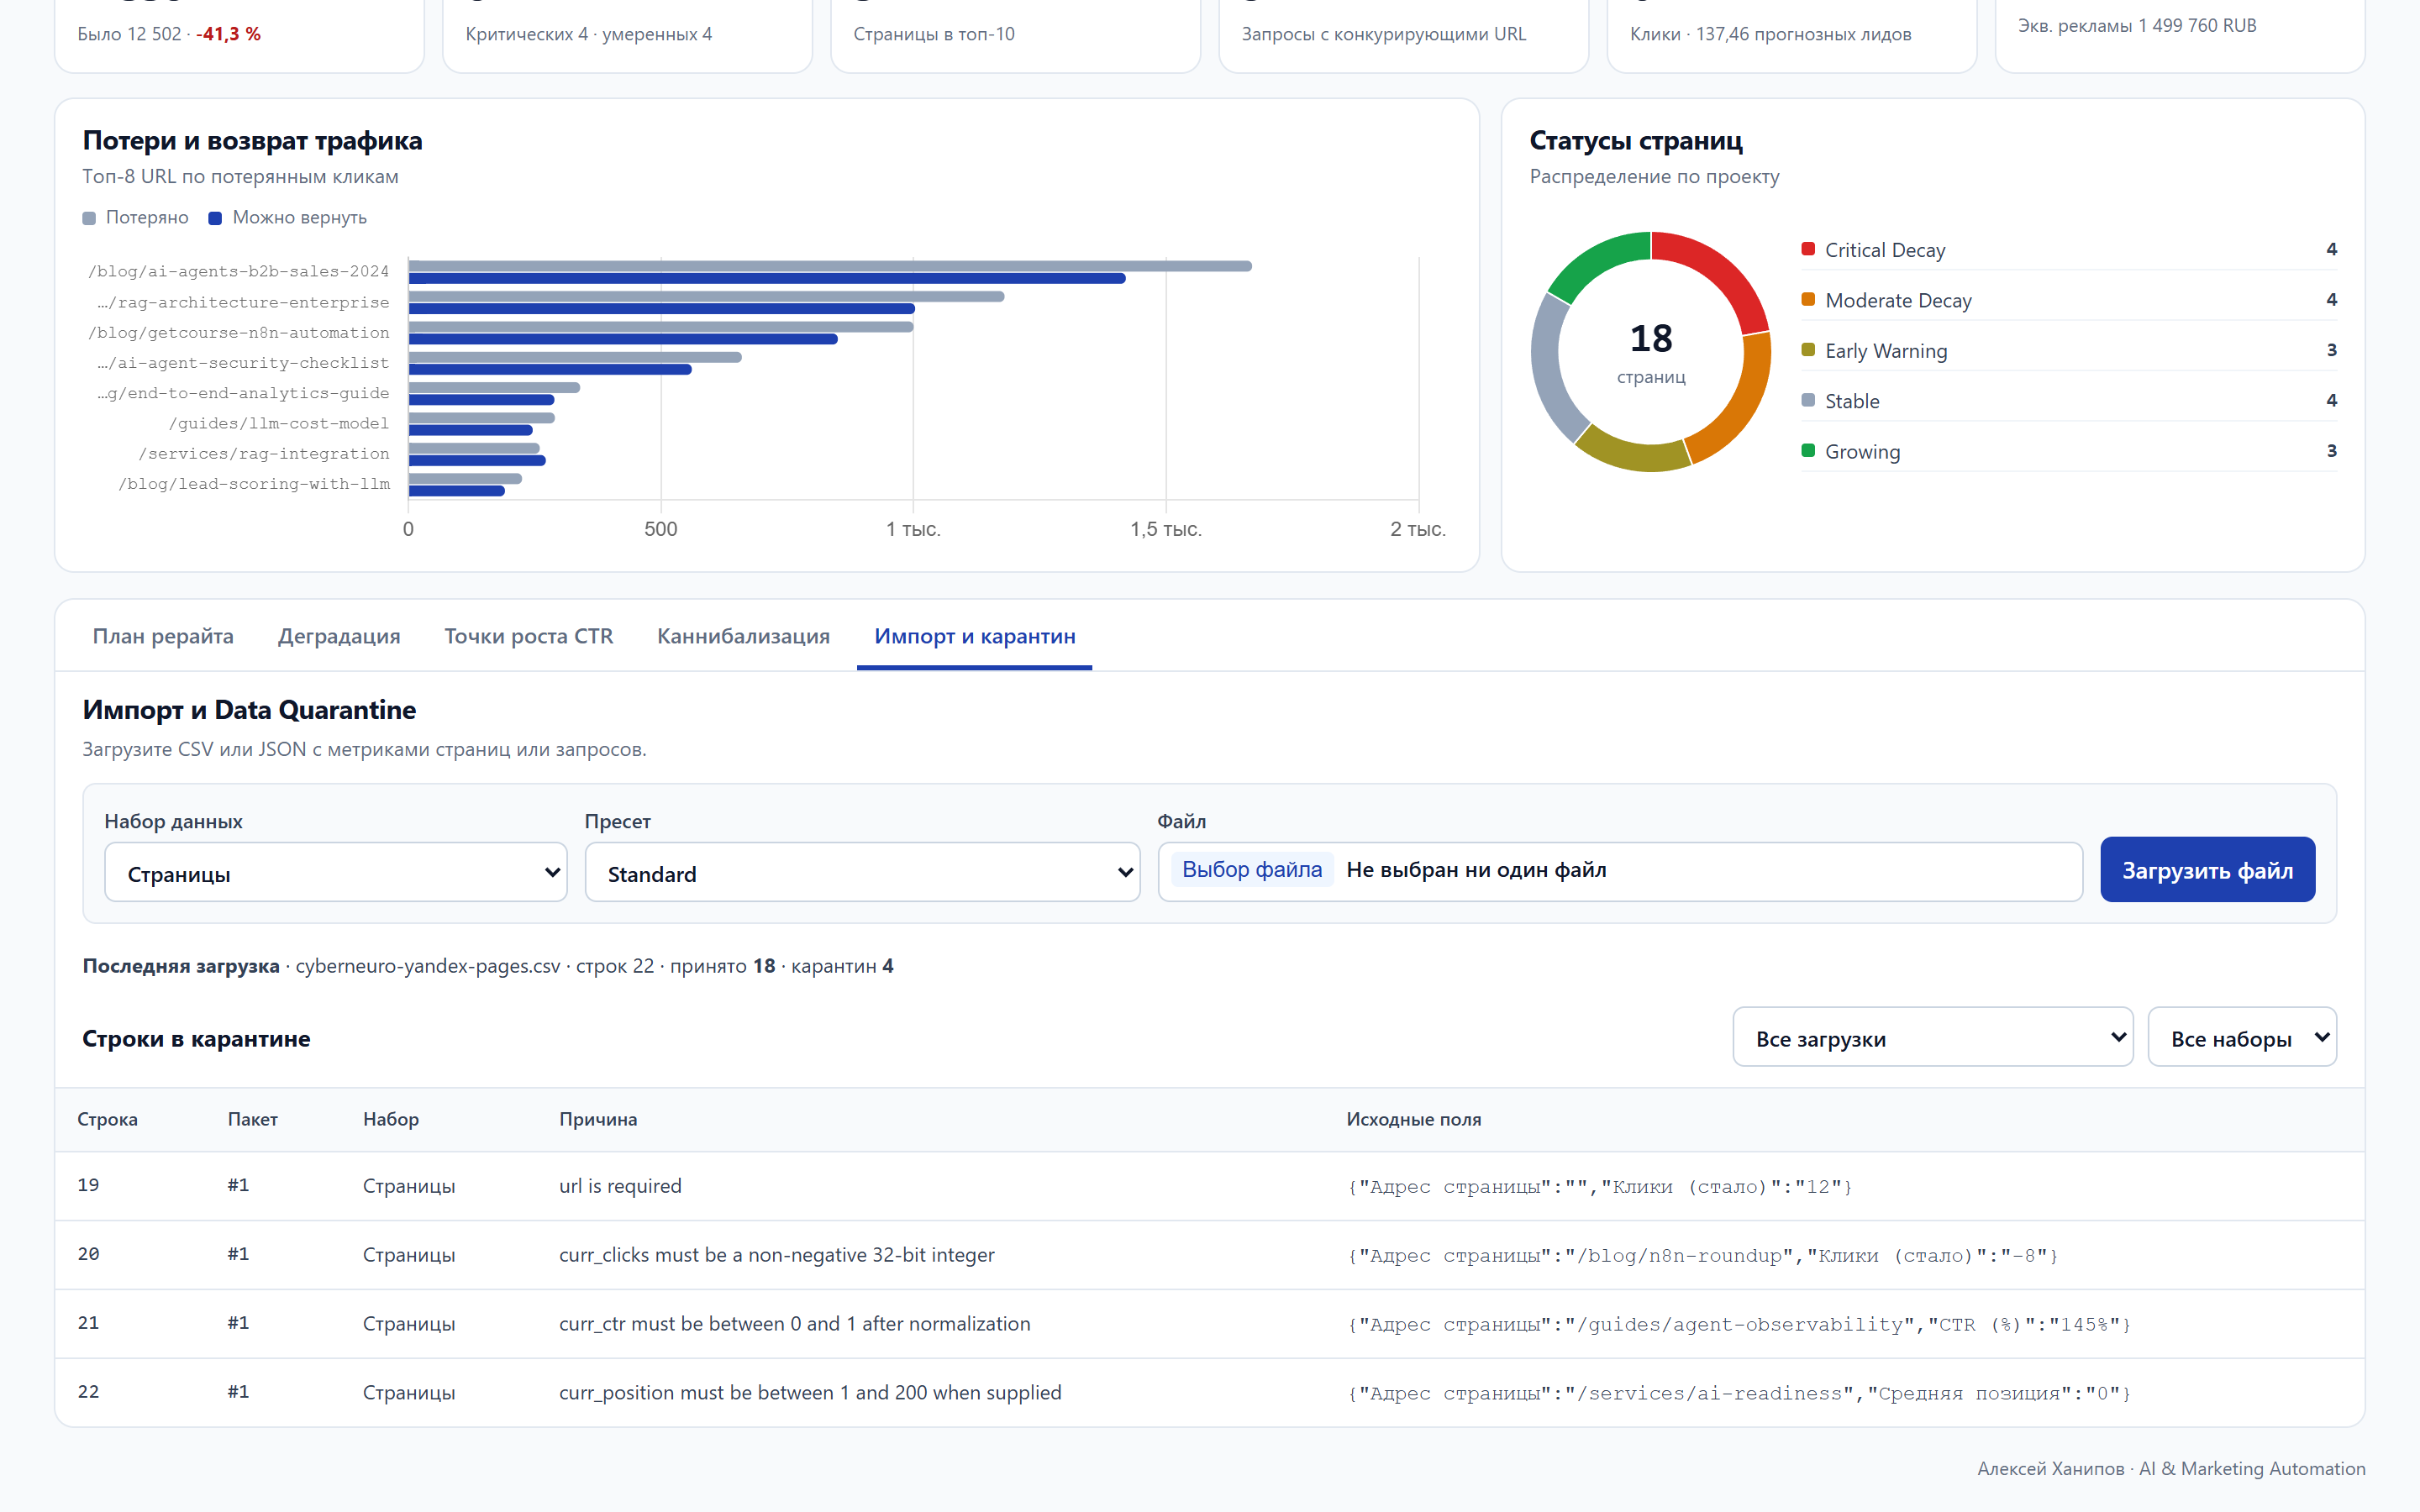 Было 12 502 · -41,3 %
Критических 4 · умеренных 4
Страницы в топ-10
Запросы с конкурирующими URL
Клики · 137,46 прогнозных лидов
Экв. рекламы 1 499 760 RUB
Потери и возврат трафика
Топ-8 URL по потерянным кликам
Потеряно
Можно вернуть
/blog/ai-agents-b2b-sales-2024
…/rag-architecture-enterprise
/blog/getcourse-n8n-automation
…/ai-agent-security-checklist
…g/end-to-end-analytics-guide
/guides/llm-cost-model
/services/rag-integration
/blog/lead-scoring-with-llm
0
500
1 тыс.
1,5 тыс.
2 тыс.
Статусы страниц
Распределение по проекту
18
страниц
Critical Decay 4
Moderate Decay 4
Early Warning 3
Stable 4
Growing 3
План рерайта
Деградация
Точки роста CTR
Каннибализация
Импорт и карантин
Импорт и Data Quarantine
Загрузите CSV или JSON с метриками страниц или запросов.
Набор данных
Страницы
Пресет
Standard
Файл
Выбор файла Не выбран ни один файл
Загрузить файл
Последняя загрузка · cyberneuro-yandex-pages.csv · строк 22 · принято 18 · карантин 4
Строки в карантине
Все загрузки
Все наборы
Строка Пакет Набор Причина Исходные поля
19 #1 Страницы url is required {"Адрес страницы":"","Клики (стало)":"12"}
20 #1 Страницы curr_clicks must be a non-negative 32-bit integer {"Адрес страницы":"/blog/n8n-roundup","Клики (стало)":"-8"}
21 #1 Страницы curr_ctr must be between 0 and 1 after normalization {"Адрес страницы":"/guides/agent-observability","CTR (%)":"145%"}
22 #1 Страницы curr_position must be between 1 and 200 when supplied {"Адрес страницы":"/services/ai-readiness","Средняя позиция":"0"}
Алексей Ханипов · AI & Marketing Automation